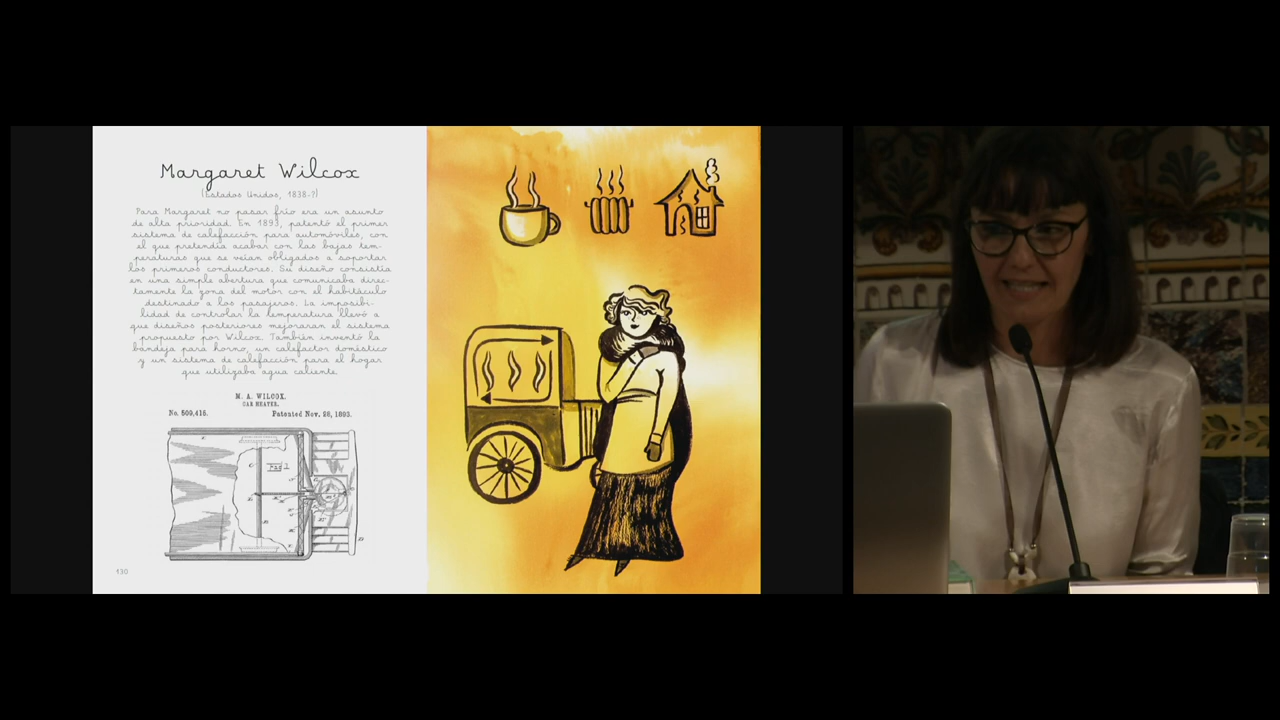 Margaret Wilcox
(Estados Unidos, 1838-?)
Para Margaret no pasar frío era un asunto
de alta prioridad. En 1893, patentó el primer
sistema de calefacción para automóviles, con
el que pretendía acabar con las bajas tem-
peraturas que se veían obligados a soportar
los primeros conductores. Su diseño consistía
en una simple abertura que comunicaba direc-
tamente la zona del motor con el habitáculo
destinado a los pasajeros. La imposibi-
lidad de controlar la temperatura llevó a
que diseños posteriores mejoraran el sistema
propuesto por Wilcox. También inventó la
bandeja para horno, un calefactor doméstico
y un sistema de calefacción para el hogar
que utilizaba agua caliente.
M. A. WILCOX.
CAR HEATER.
No. 509,415. Patented Nov. 28, 1893.
130